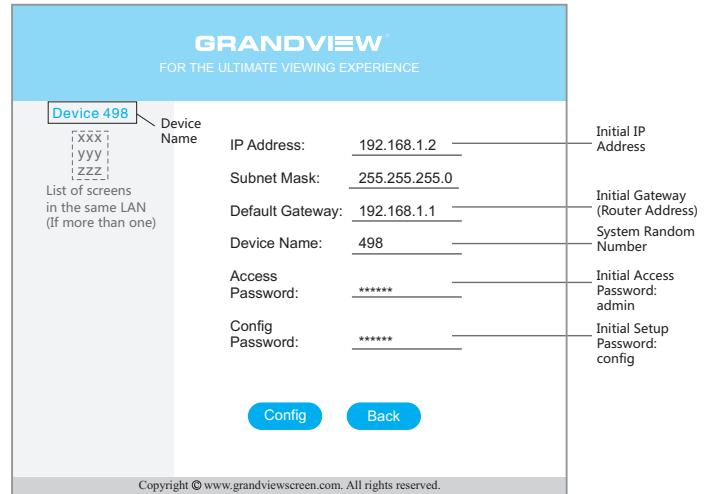 GRANDVIEW®
FOR THE ULTIMATE VIEWING EXPERIENCE
Device 498
Device
Name
xxx
yyy
zzz
List of screens
in the same LAN
(If more than one)
IP Address: 192.168.1.2
Initial IP
Address
Subnet Mask: 255.255.255.0
Default Gateway: 192.168.1.1
Initial Gateway
(Router Address)
Device Name: 498
System Random
Number
Access
Password: ******
Initial Access
Password:
admin
Config
Password: ******
Initial Setup
Password:
config
Config Back
Copyright © www.grandviewscreen.com. All rights reserved.